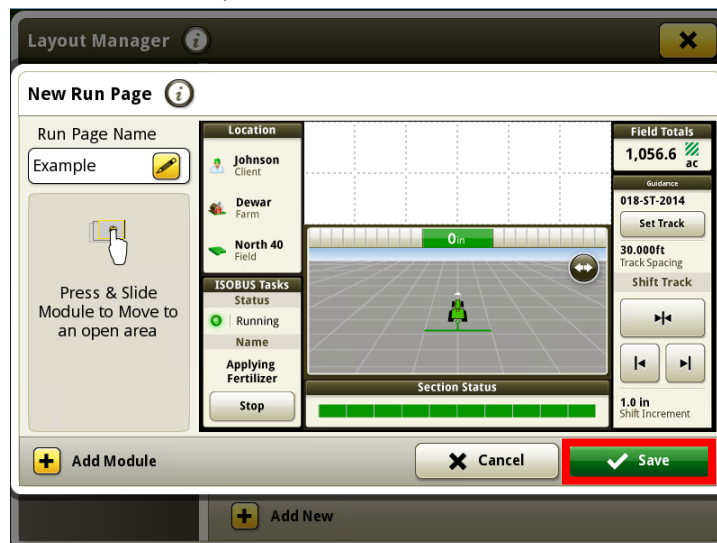 Layout Manager
New Run Page
Run Page Name
Example
Press & Slide
Module to Move to
an open area
Location
Johnson
Client
Dewar
Farm
North 40
Field
ISOBUS Tasks
Status
Running
Name
Applying
Fertilizer
Stop
0in
Section Status
Field Totals
1,056.6 ac
Guidance
018-ST-2014
Set Track
30.000ft
Track Spacing
Shift Track
1.0 in
Shift Increment
Add Module
Cancel
Save
Add New